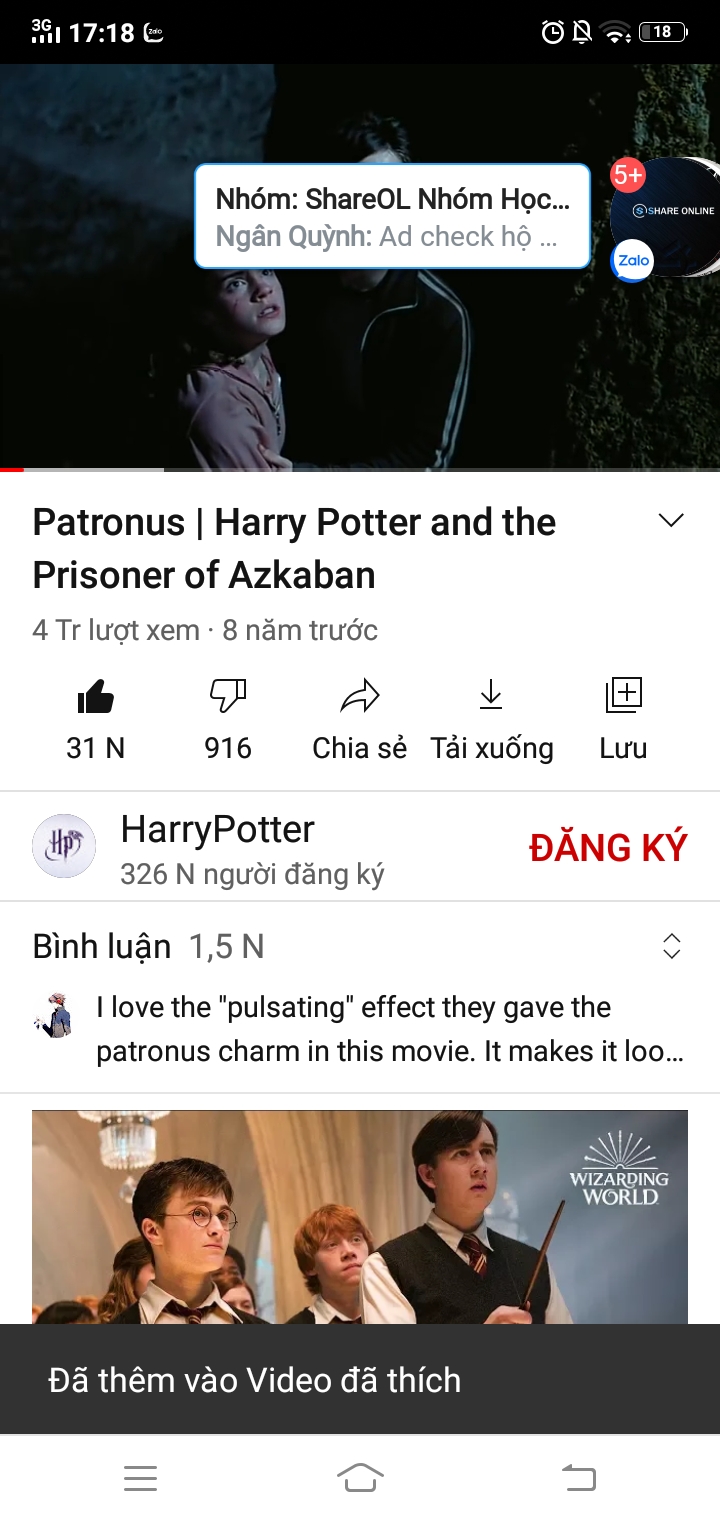 3G 17:18 Zalo 18
5+
Nhóm: ShareOL Nhóm Học...
Ngân Quỳnh: Ad check hộ ...
SHARE ONLINE
Zalo
Patronus | Harry Potter and the
Prisoner of Azkaban
4 Tr lượt xem · 8 năm trước
31 N 916 Chia sẻ Tải xuống Lưu
HP
HarryPotter
326 N người đăng ký
ĐĂNG KÝ
Bình luận 1,5 N
I love the "pulsating" effect they gave the
patronus charm in this movie. It makes it loo...
WIZARDING
WORLD
Đã thêm vào Video đã thích